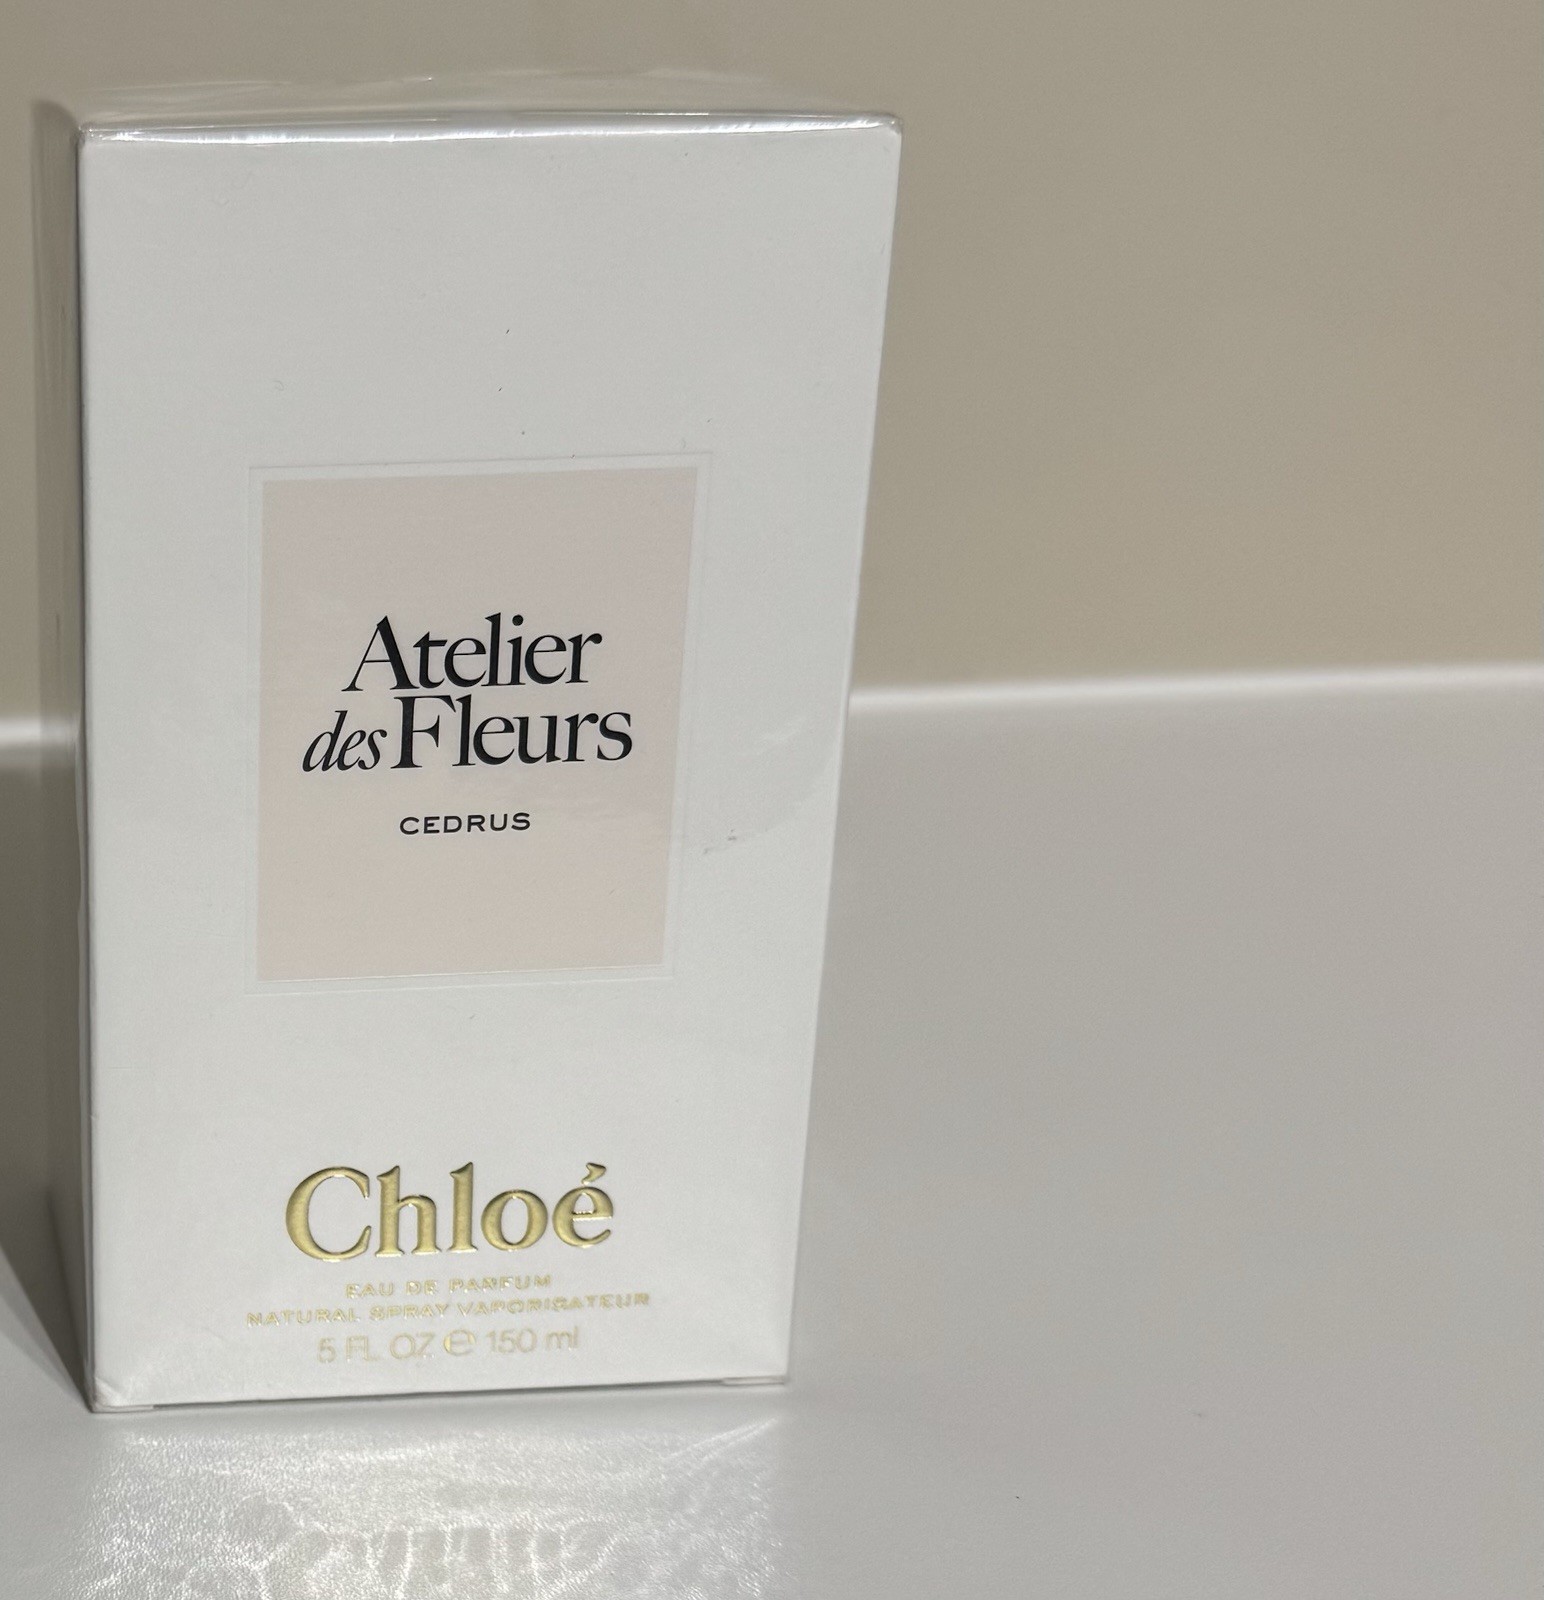 Atelier
des Fleurs
CEDRUS
Chloé
EAU DE PARFUM
NATURAL SPRAY VAPORISATEUR
5 FL. OZ ℮ 150 ml